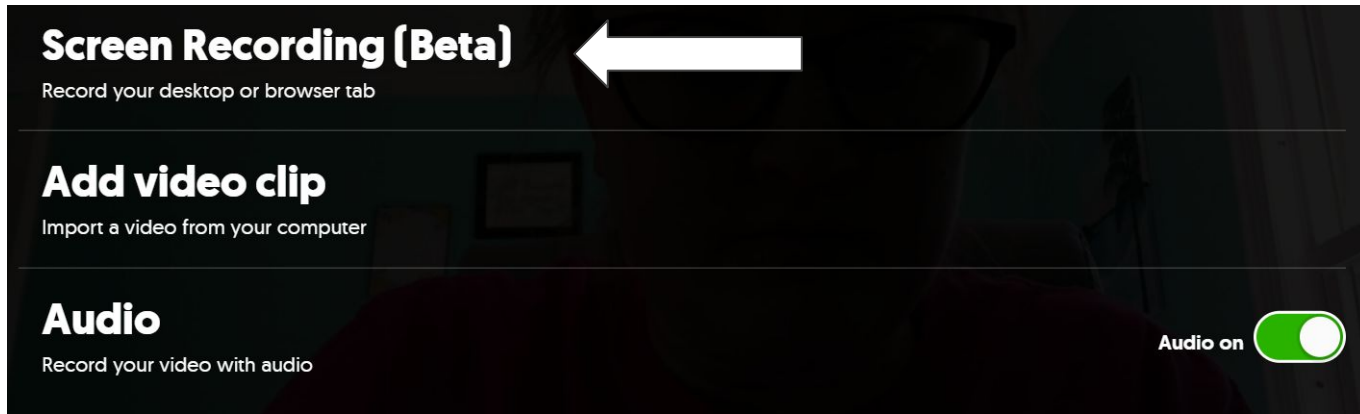 Screen Recording (Beta)
Record your desktop or browser tab
Add video clip
Import a video from your computer
Audio
Record your video with audio
Audio on